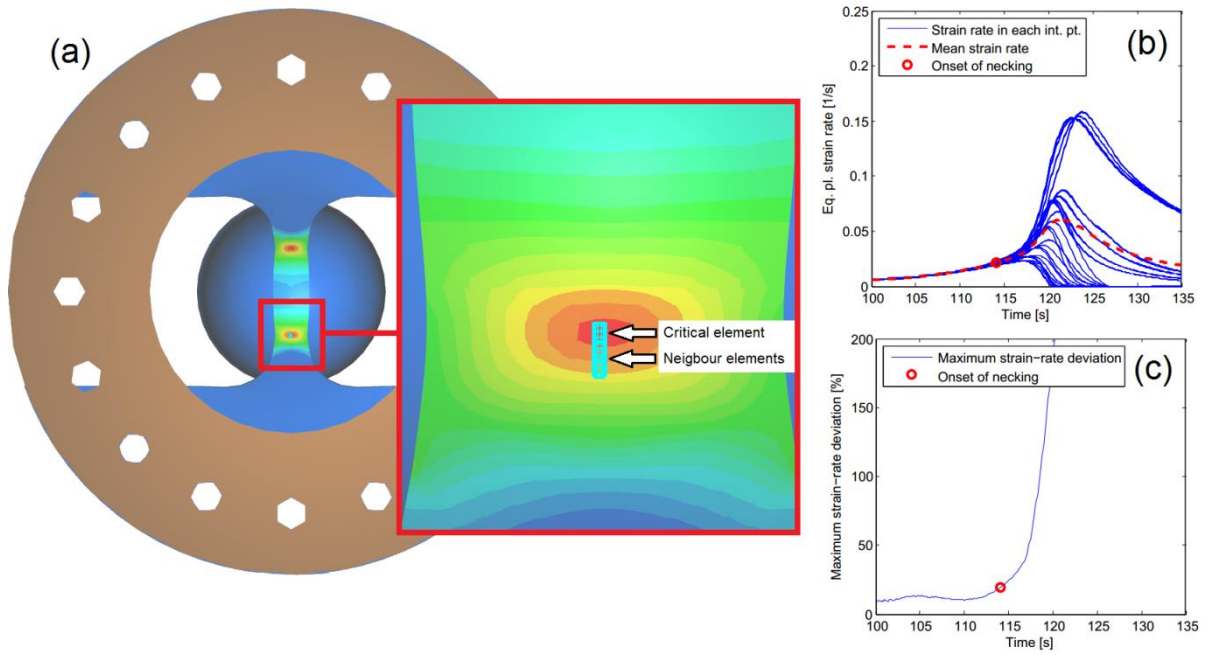 (a)
Critical element
Neigbour elements
(b)
Strain rate in each int. pt.
Mean strain rate
Onset of necking
Eq. pl. strain rate [1/s]
0.25
0.2
0.15
0.1
0.05
0
100 105 110 115 120 125 130 135
Time [s]
(c)
Maximum strain-rate deviation
Onset of necking
Maximum strain-rate deviation [%]
200
150
100
50
0
100 105 110 115 120 125 130 135
Time [s]